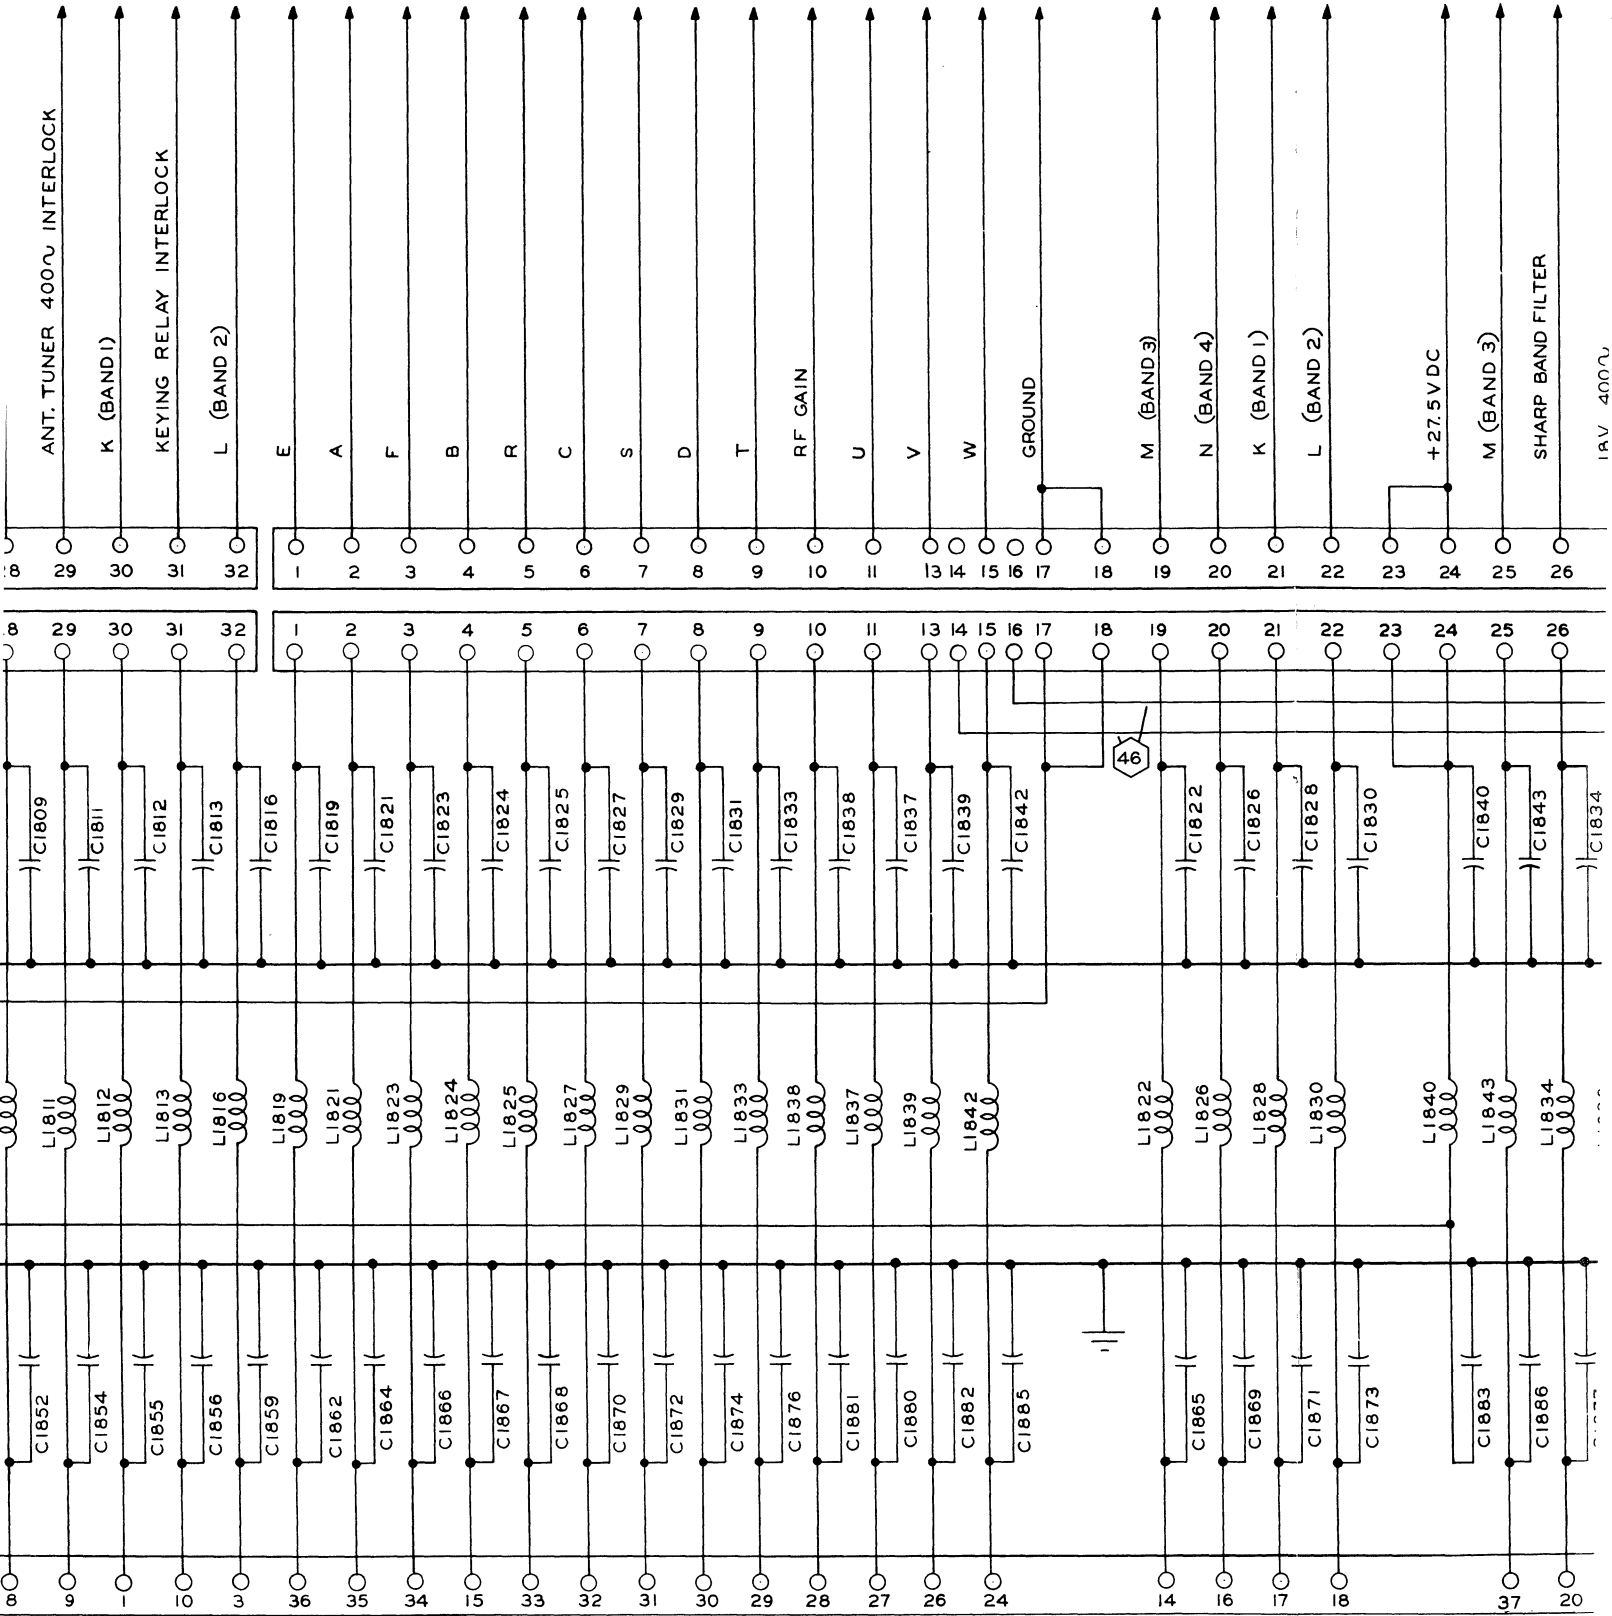 ANT. TUNER 400∿ INTERLOCK
K (BAND 1)
KEYING RELAY INTERLOCK
L (BAND 2)
E
A
F
B
R
C
S
D
T
RF GAIN
U
V
W
GROUND
M (BAND 3)
N (BAND 4)
K (BAND 1)
L (BAND 2)
+27.5V DC
M (BAND 3)
SHARP BAND FILTER
18V 400∿
8 29 30 31 32 1 2 3 4 5 6 7 8 9 10 11 13 14 15 16 17 18 19 20 21 22 23 24 25 26
8 29 30 31 32 1 2 3 4 5 6 7 8 9 10 11 13 14 15 16 17 18 19 20 21 22 23 24 25 26
46
C1809 C1811 C1812 C1813 C1816 C1819 C1821 C1823 C1824 C1825 C1827 C1829 C1831 C1833 C1838 C1837 C1839 C1842 C1822 C1826 C1828 C1830 C1840 C1843 C1834
L1811 L1812 L1813 L1816 L1819 L1821 L1823 L1824 L1825 L1827 L1829 L1831 L1833 L1838 L1837 L1839 L1842 L1822 L1826 L1828 L1830 L1840 L1843 L1834
C1852 C1854 C1855 C1856 C1859 C1862 C1864 C1866 C1867 C1868 C1870 C1872 C1874 C1876 C1881 C1880 C1882 C1885 C1865 C1869 C1871 C1873 C1883 C1886
8 9 1 10 3 36 35 34 15 33 32 31 30 29 28 27 26 24 14 16 17 18 37 20